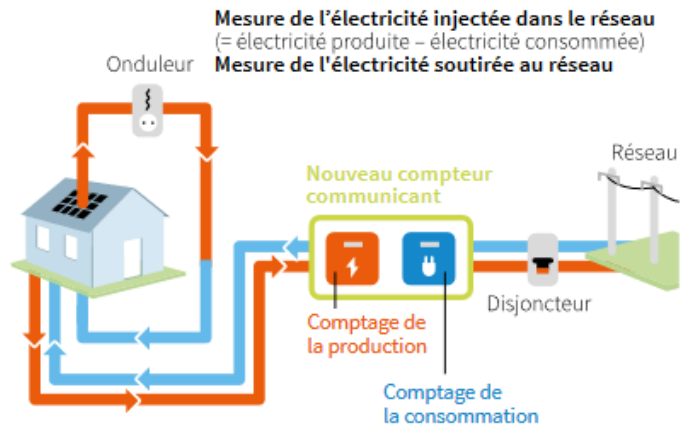 Mesure de l’électricité injectée dans le réseau
(= électricité produite – électricité consommée)
Onduleur
Mesure de l'électricité soutirée au réseau
Réseau
Nouveau compteur
communicant
Disjoncteur
Comptage de
la production
Comptage de
la consommation